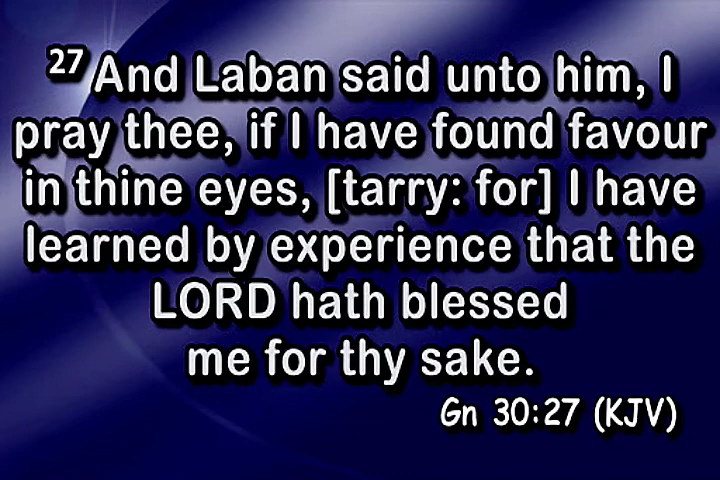 27 And Laban said unto him, I
pray thee, if I have found favour
in thine eyes, [tarry: for] I have
learned by experience that the
LORD hath blessed
me for thy sake.
Gn 30:27 (KJV)